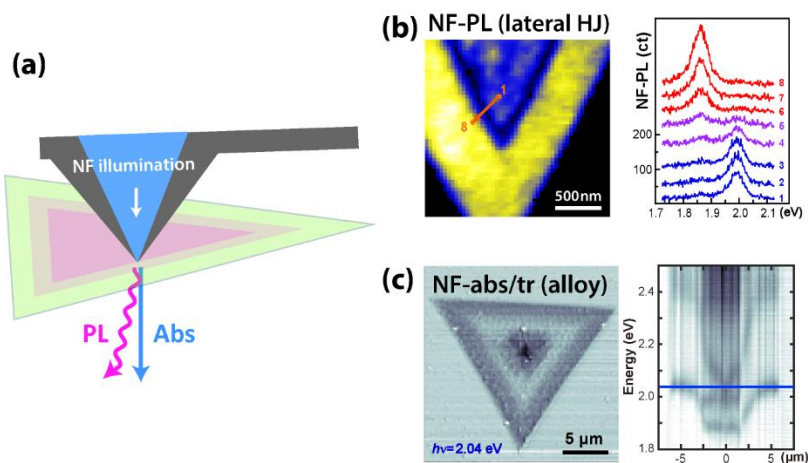 (a)
NF illumination
PL
Abs
(b)
NF-PL (lateral HJ)
1
8
500nm
NF-PL (ct)
200
100
8
7
6
5
4
3
2
1
1.7 1.8 1.9 2.0 2.1 (eV)
(c)
NF-abs/tr (alloy)
hν= 2.04 eV
5 μm
Energy (eV)
2.6
2.2
2.0
1.8
-5 0 5 (μm)